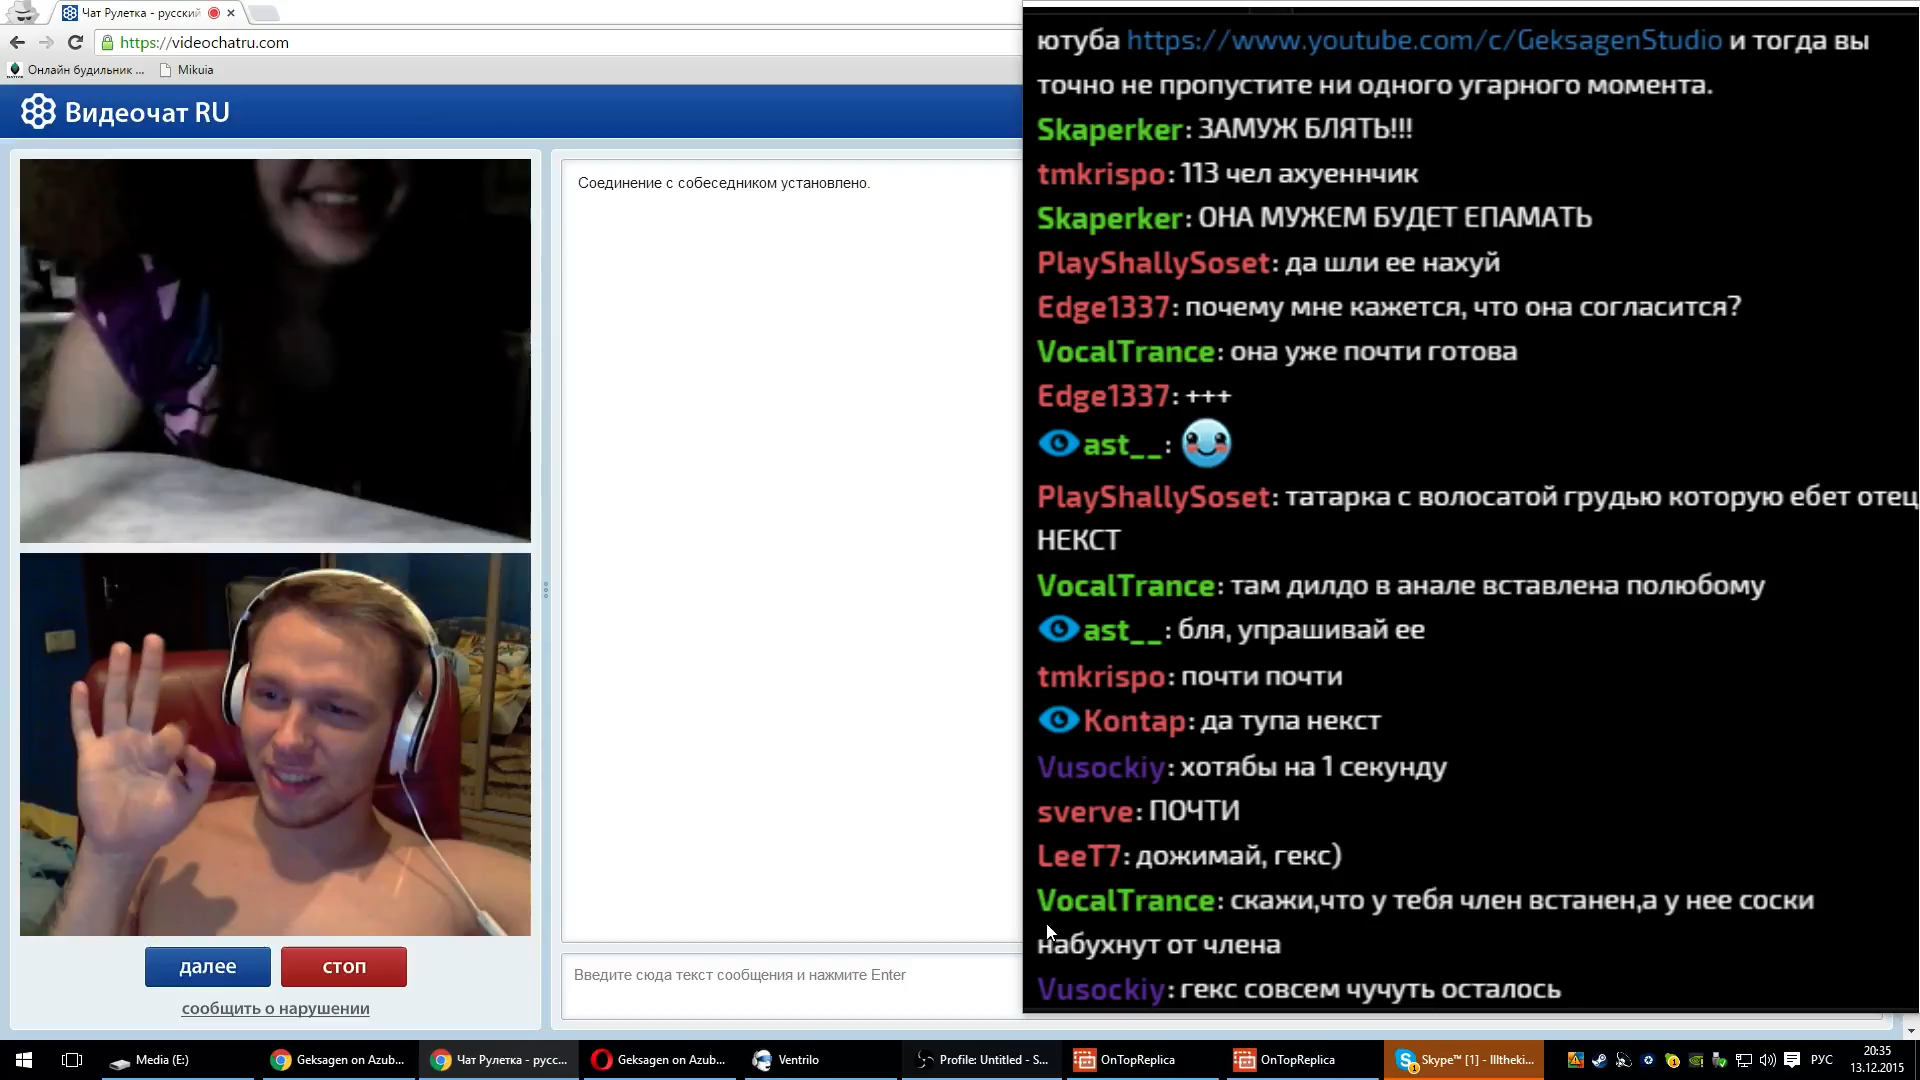 Чат Рулетка - русский
https://videochatru.com
Онлайн будильник ...
Mikuia
Видеочат RU
Соединение с собеседником установлено.
далее
стоп
сообщить о нарушении
Введите сюда текст сообщения и нажмите Enter
ютуба https://www.youtube.com/c/GeksagenStudio и тогда вы
точно не пропустите ни одного угарного момента.
Skaperker: ЗАМУЖ БЛЯТЬ!!!
tmkrispo: 113 чел ахуеннчик
Skaperker: ОНА МУЖЕМ БУДЕТ ЕПАМАТЬ
PlayShallySoset: да шли ее нахуй
Edge1337: почему мне кажется, что она согласится?
VocalTrance: она уже почти готова
Edge1337: +++
ast__:
PlayShallySoset: татарка с волосатой грудью которую ебет отец
НЕКСТ
VocalTrance: там дилдо в анале вставлена полюбому
ast__: бля, упрашивай ее
tmkrispo: почти почти
Kontap: да тупа некст
Vusockiy: хотябы на 1 секунду
sverve: ПОЧТИ
LeeT7: дожимай, гекс)
VocalTrance: скажи,что у тебя член встанен,а у нее соски
набухнут от члена
Vusockiy: гекс совсем чучуть осталось
Media (E:)
Geksagen on Azub...
Чат Рулетка - русс...
Geksagen on Azub...
Ventrilo
Profile: Untitled - S...
OnTopReplica
OnTopReplica
Skype™ [1] - Illtheki...
РУС
20:35
13.12.2015